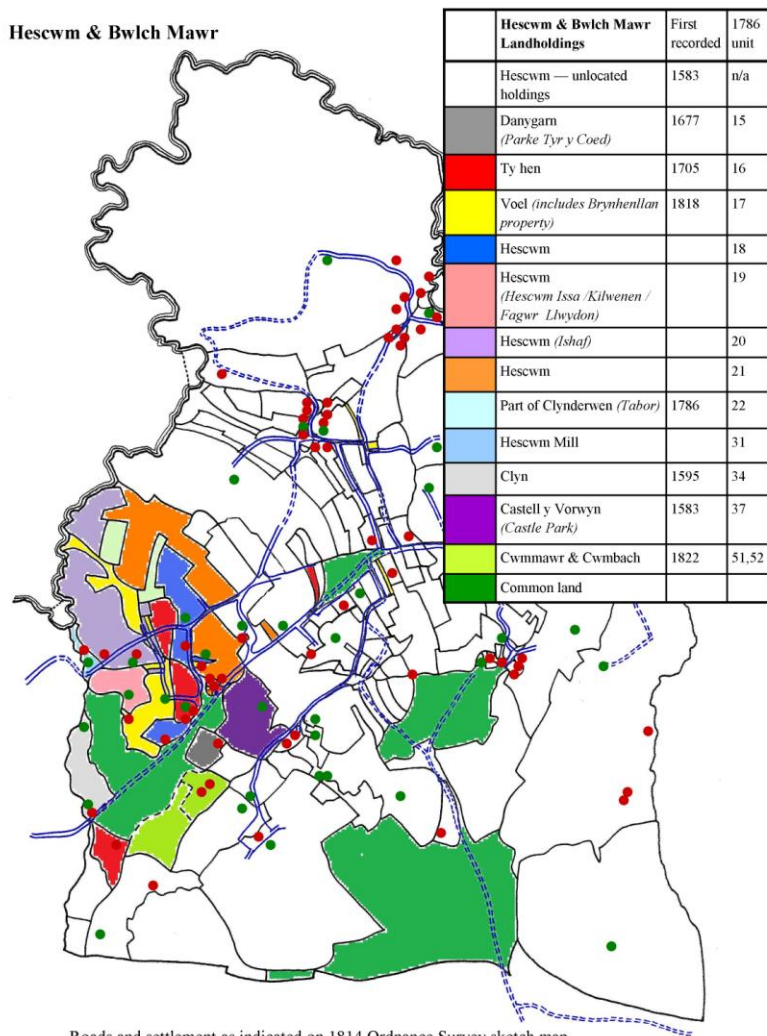 Hescwm & Bwlch Mawr
Hescwm & Bwlch Mawr First 1786
Landholdings recorded unit
Hescwm — unlocated 1583 n/a
holdings
Danygarn 1677 15
(Parke Tyr y Coed)
Ty hen 1705 16
Voel (includes Brynhenllan 1818 17
property)
Hescwm 18
Hescwm 19
(Hescwm Issa /Kilwenen /
Fagwr Llwydon)
Hescwm (Ishaf) 20
Hescwm 21
Part of Clynderwen (Tabor) 1786 22
Hescwm Mill 31
Clyn 1595 34
Castell y Vorwyn 1583 37
(Castle Park)
Cwmmawr & Cwmbach 1822 51,52
Common land
Roads and settlement as indicated on 1814 Ordnance Survey sketch map